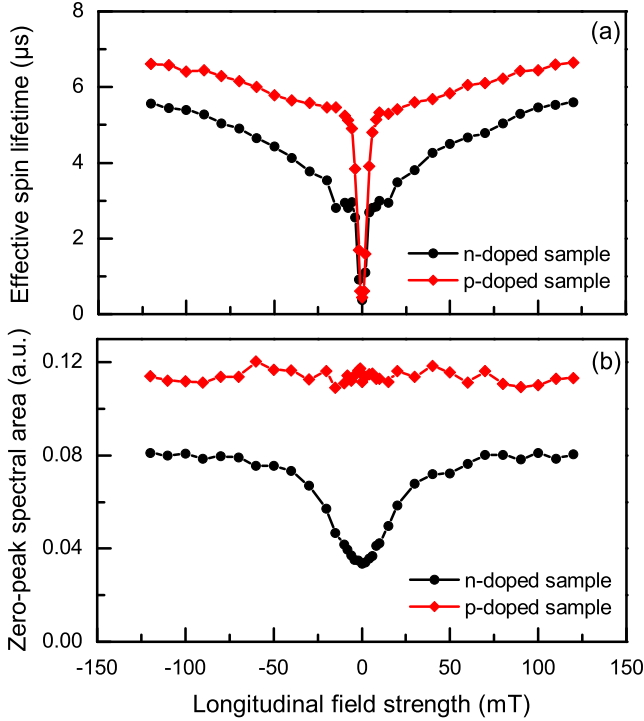 (a)
Effective spin lifetime (µs)
8
6
4
2
0
n-doped sample
p-doped sample
(b)
Zero-peak spectral area (a.u.)
0.12
0.08
0.04
0.00
n-doped sample
p-doped sample
-150 -100 -50 0 50 100 150
Longitudinal field strength (mT)